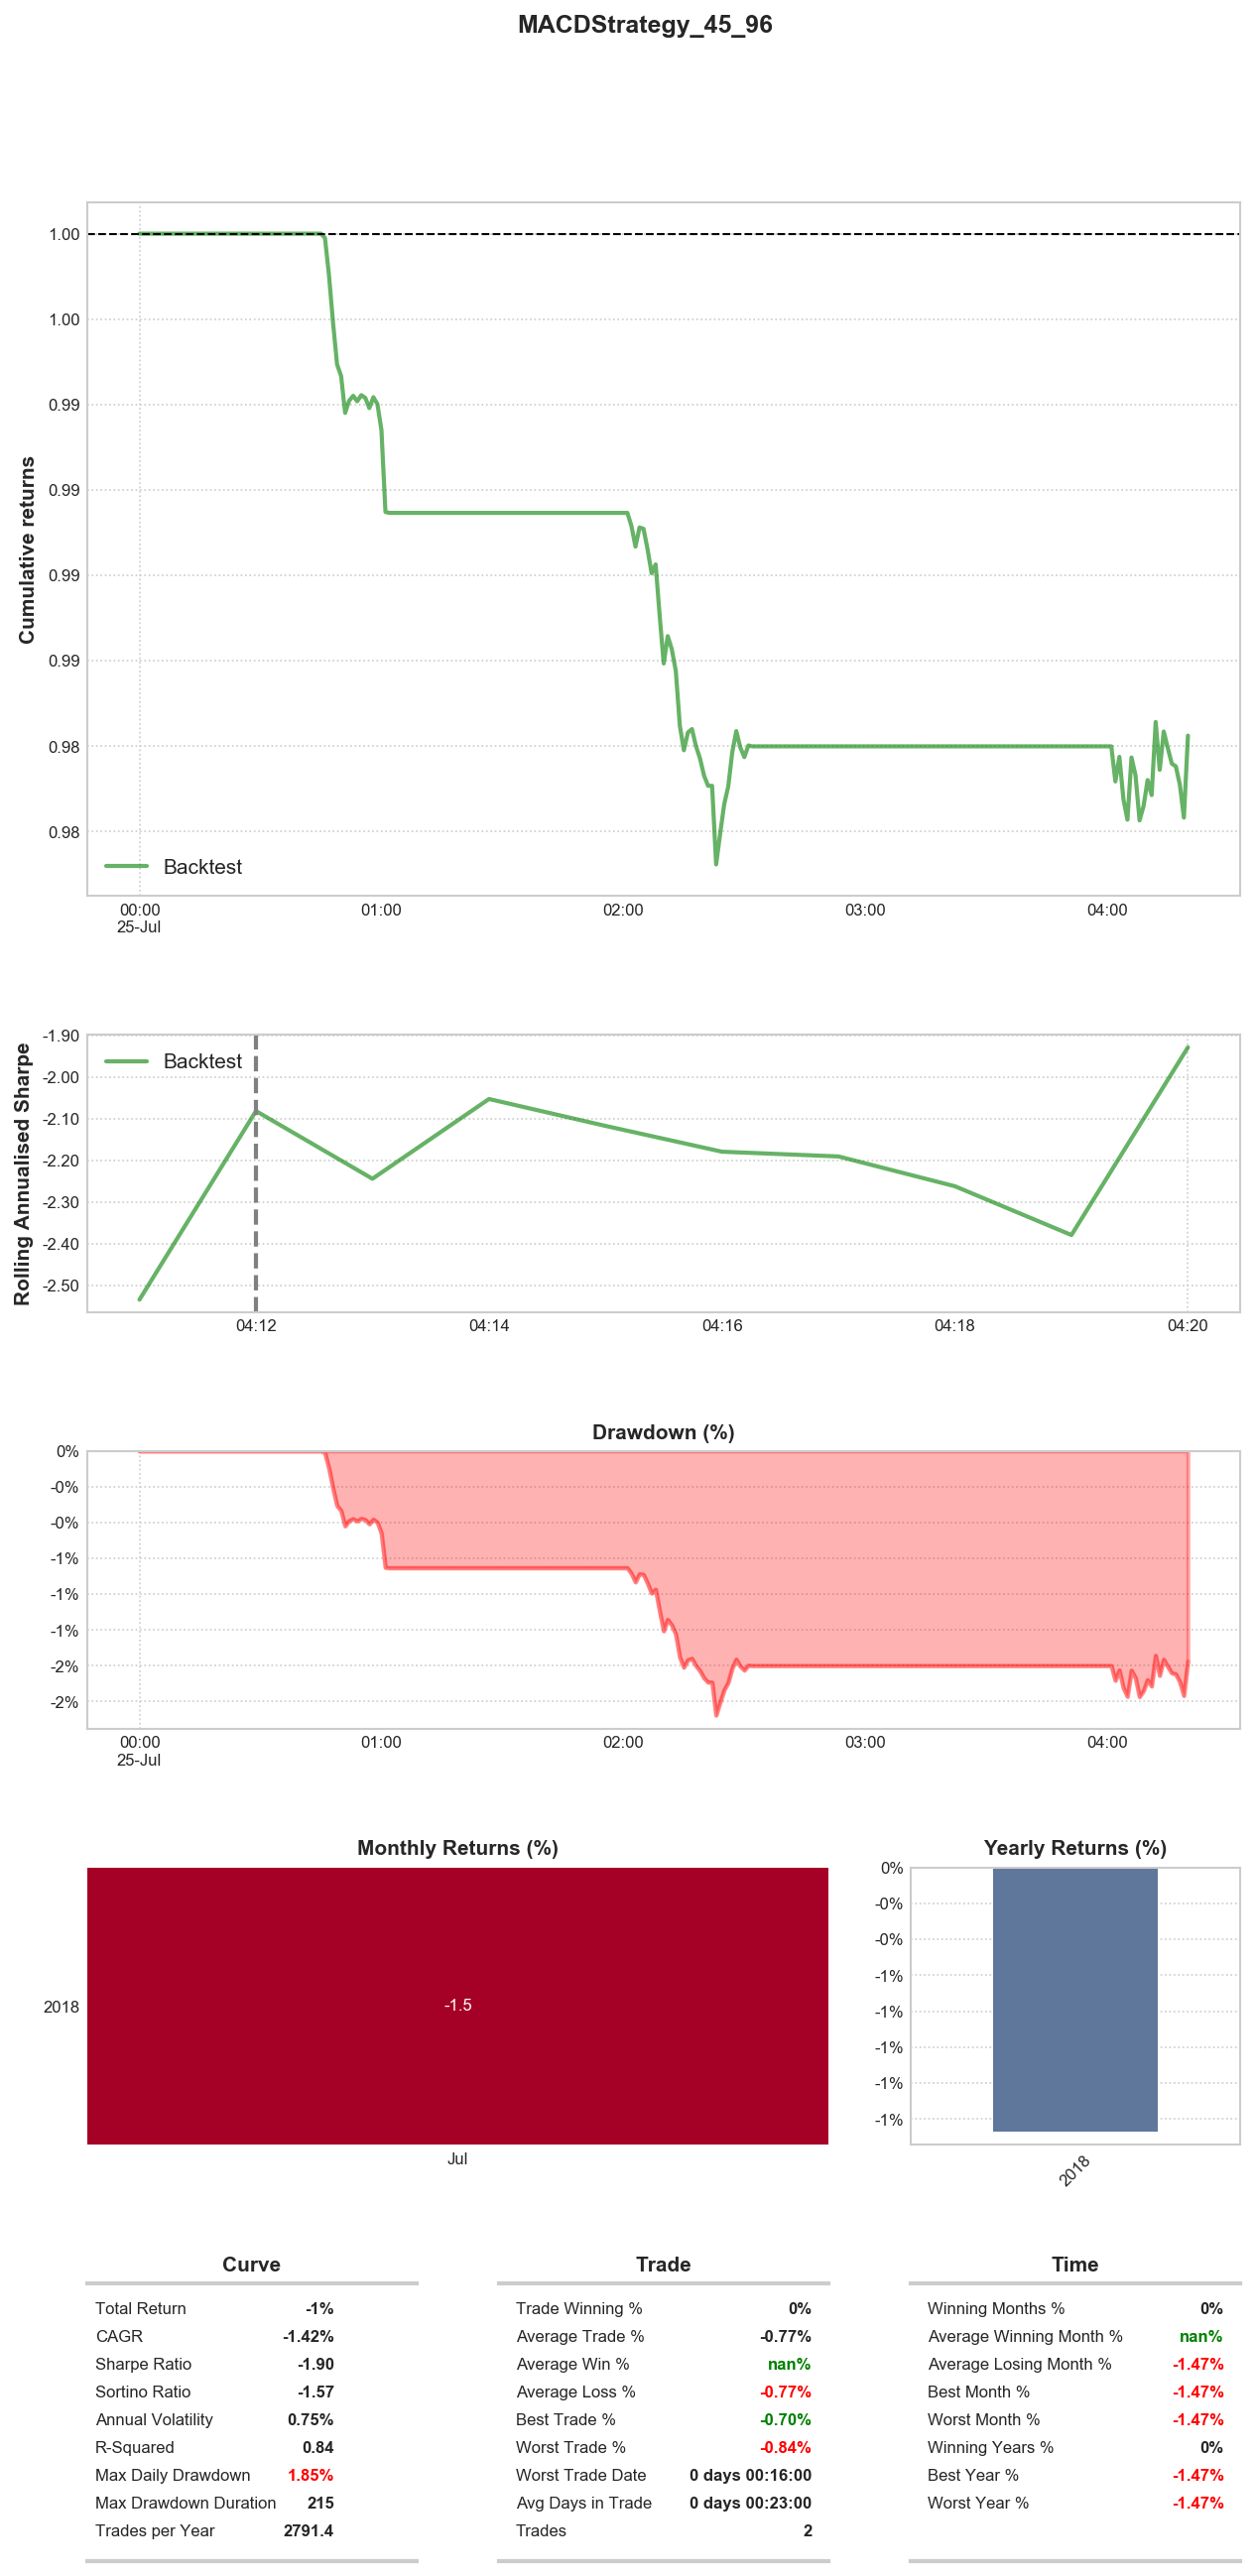 MACDStrategy_45_96
Cumulative returns
1.00
1.00
0.99
0.99
0.99
0.99
0.98
0.98
Backtest
00:00 01:00 02:00 03:00 04:00
25-Jul
Rolling Annualised Sharpe
-1.90
-2.00
-2.10
-2.20
-2.30
-2.40
-2.50
Backtest
04:12 04:14 04:16 04:18 04:20
Drawdown (%)
0%
-0%
-0%
-1%
-1%
-1%
-2%
-2%
00:00 01:00 02:00 03:00 04:00
25-Jul
Monthly Returns (%)
2018
-1.5
Jul
Yearly Returns (%)
0%
-0%
-0%
-1%
-1%
-1%
-1%
-1%
2018
Curve
Total Return -1%
CAGR -1.42%
Sharpe Ratio -1.90
Sortino Ratio -1.57
Annual Volatility 0.75%
R-Squared 0.84
Max Daily Drawdown 1.85%
Max Drawdown Duration 215
Trades per Year 2791.4
Trade
Trade Winning % 0%
Average Trade % -0.77%
Average Win % nan%
Average Loss % -0.77%
Best Trade % -0.70%
Worst Trade % -0.84%
Worst Trade Date 0 days 00:16:00
Avg Days in Trade 0 days 00:23:00
Trades 2
Time
Winning Months % 0%
Average Winning Month % nan%
Average Losing Month % -1.47%
Best Month % -1.47%
Worst Month % -1.47%
Winning Years % 0%
Best Year % -1.47%
Worst Year % -1.47%